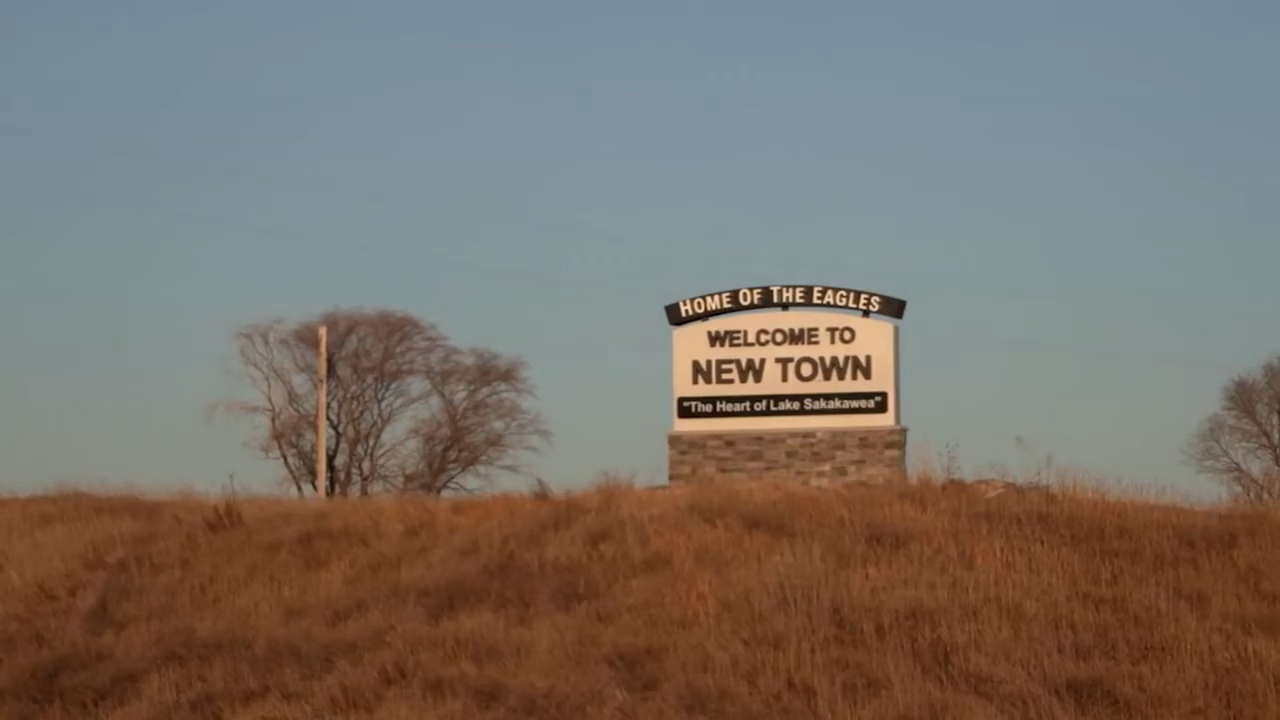 HOME OF THE EAGLES
WELCOME TO
NEW TOWN
"The Heart of Lake Sakakawea"